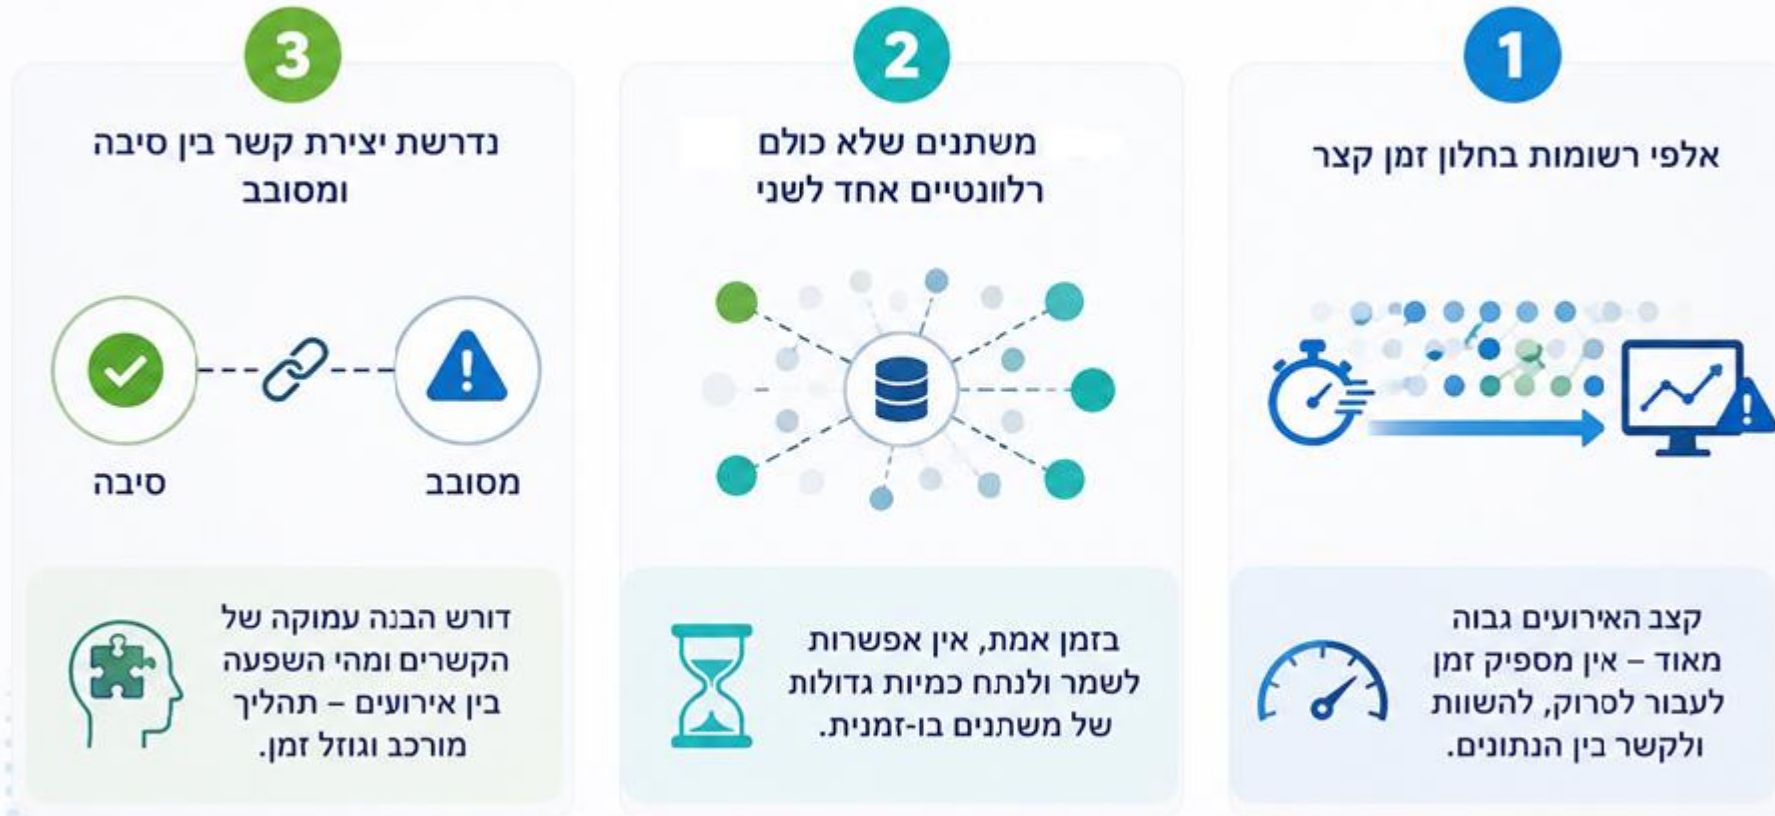 1
אלפי רשומות בחלון זמן קצר
קצב האירועים גבוה
מאוד – אין מספיק זמן
לעבור לסרוק, להשוות
ולקשר בין הנתונים.
2
משתנים שלא כולם
רלוונטיים אחד לשני
בזמן אמת, אין אפשרות
לשמר ולנתח כמיות גדולות
של משתנים בו-זמנית.
3
נדרשת יצירת קשר בין סיבה
ומסובב
מסובב
סיבה
דורש הבנה עמוקה של
הקשרים ומהי השפעה
בין אירועים – תהליך
מורכב וגוזל זמן.